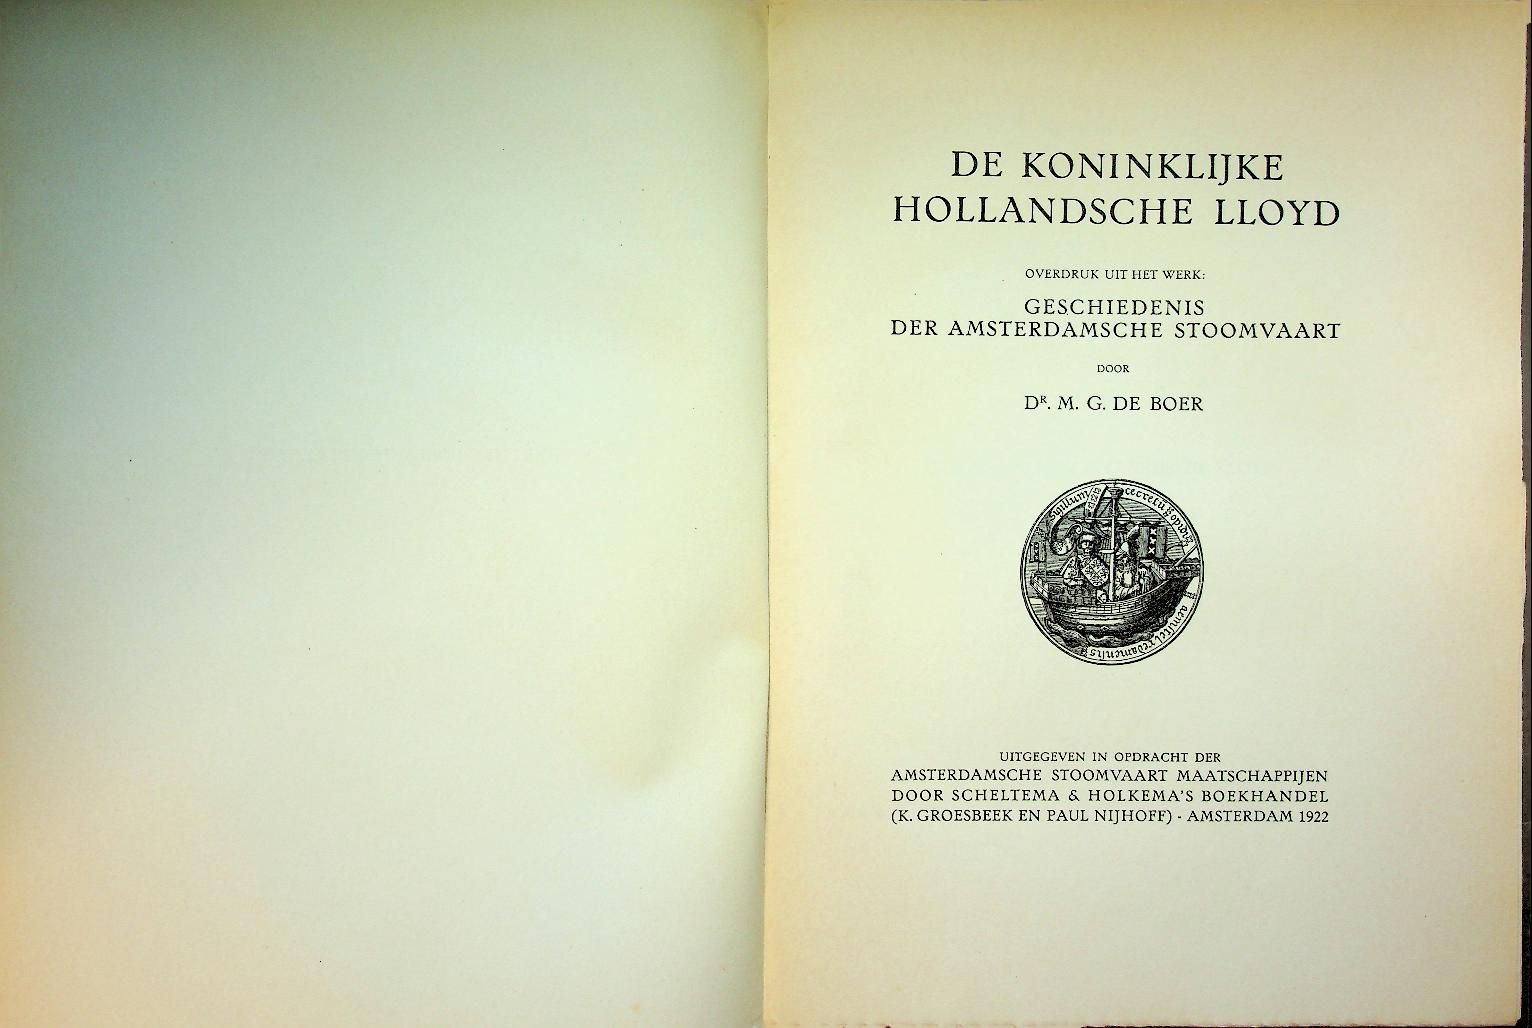 DE KONINKLIJKE
HOLLANDSCHE LLOYD
OVERDRUK UIT HET WERK:
GESCHIEDENIS
DER AMSTERDAMSCHE STOOMVAART
DOOR
DR. M. G. DE BOER
UITGEGEVEN IN OPDRACHT DER
AMSTERDAMSCHE STOOMVAART MAATSCHAPPIJEN
DOOR SCHELTEMA & HOLKEMA'S BOEKHANDEL
(K. GROESBEEK EN PAUL NIJHOFF) - AMSTERDAM 1922